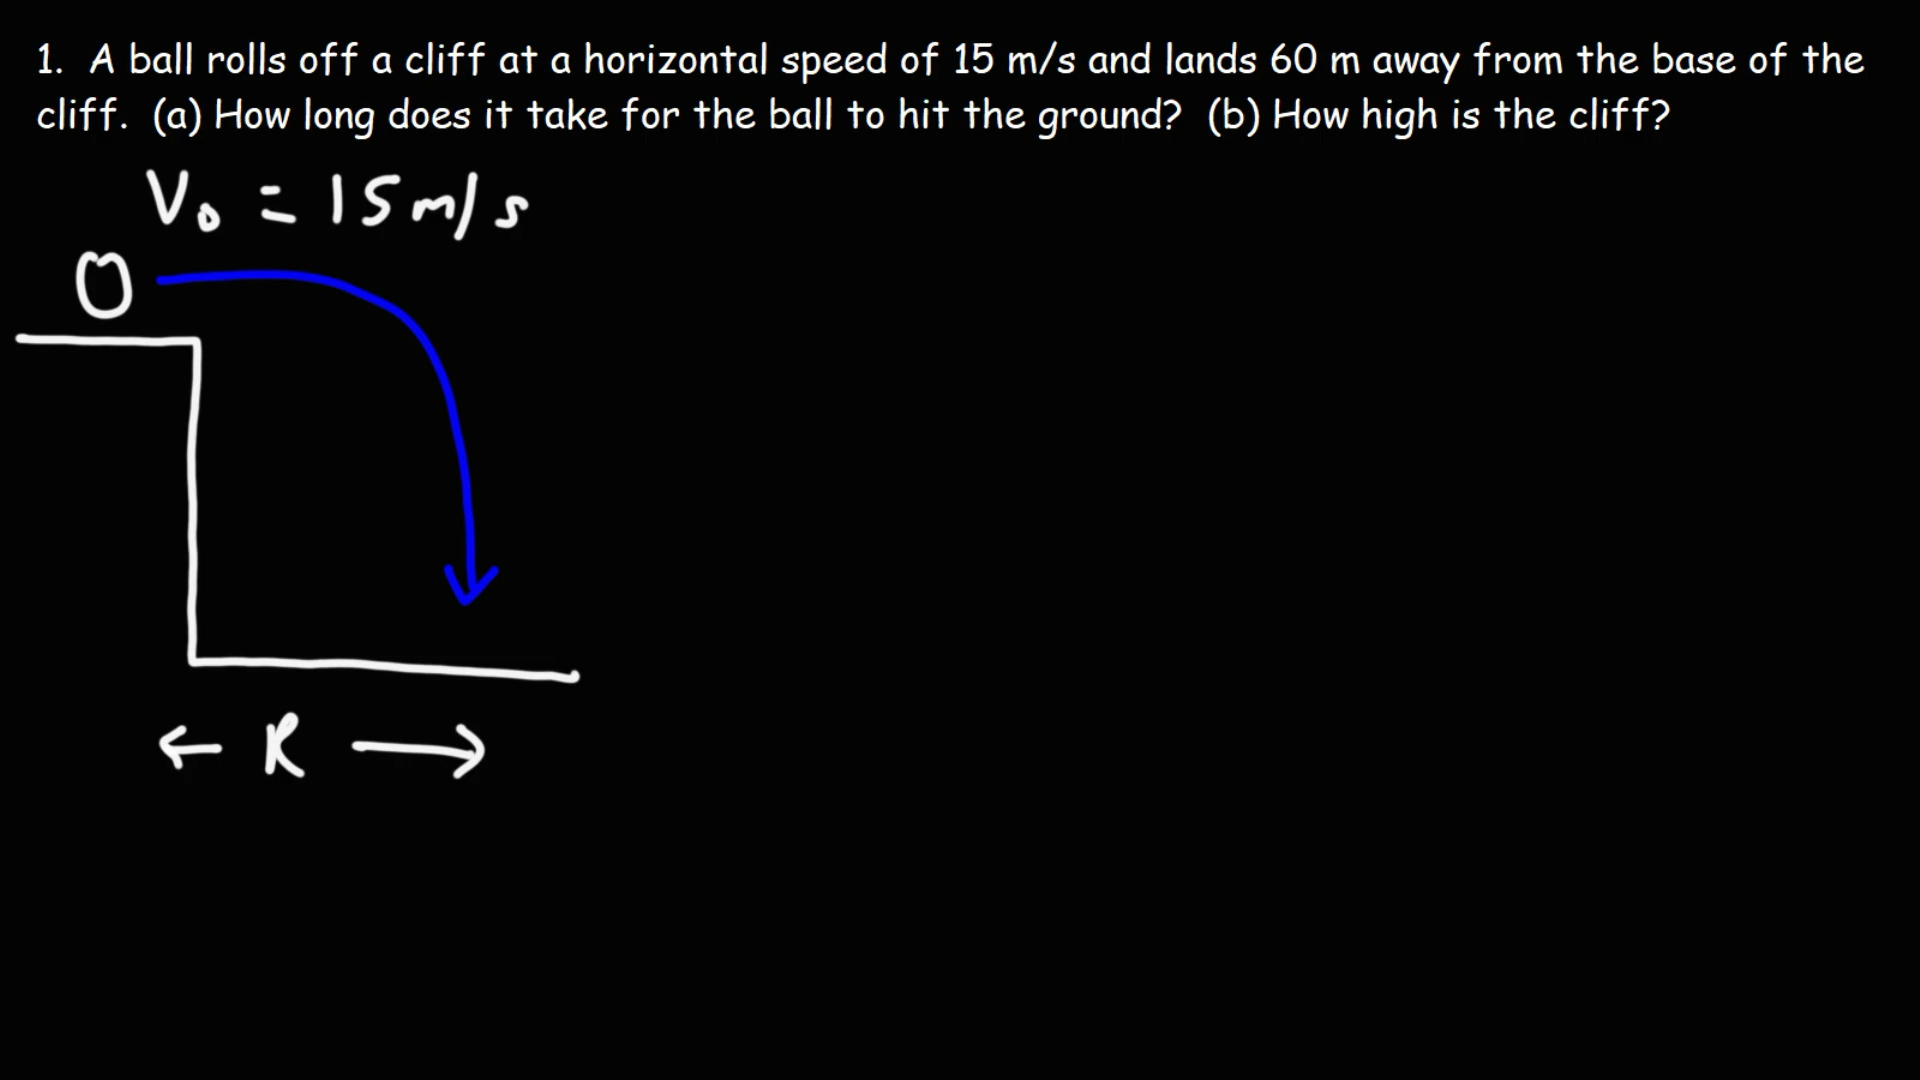 1. A ball rolls off a cliff at a horizontal speed of 15 m/s and lands 60 m away from the base of the
cliff. (a) How long does it take for the ball to hit the ground? (b) How high is the cliff?
V₀ = 15 m/s
R